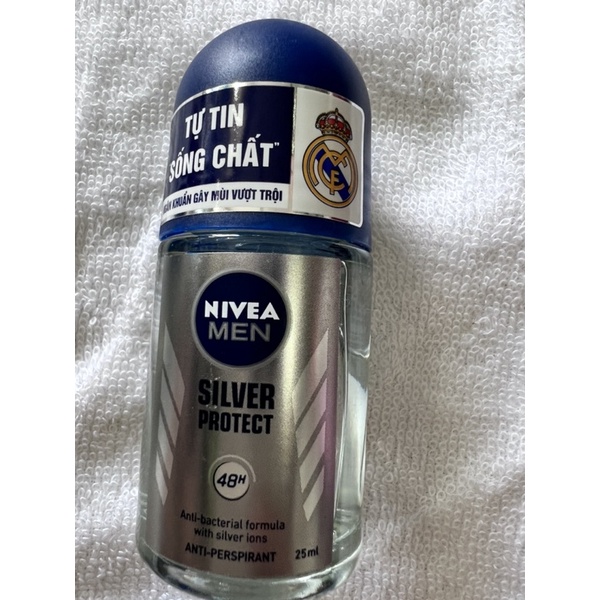 TỰ TIN
SỐNG CHẤT™
KHUẨN GÂY MÙI VƯỢT TRỘI
NIVEA
MEN
SILVER
PROTECT
48H
Anti-bacterial formula
with silver ions
ANTI-PERSPIRANT 25ml